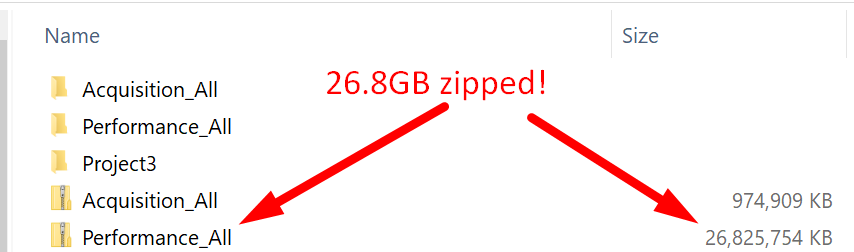 Name Size
Acquisition_All
26.8GB zipped!
Performance_All
Project3
Acquisition_All 974,909 KB
Performance_All 26,825,754 KB